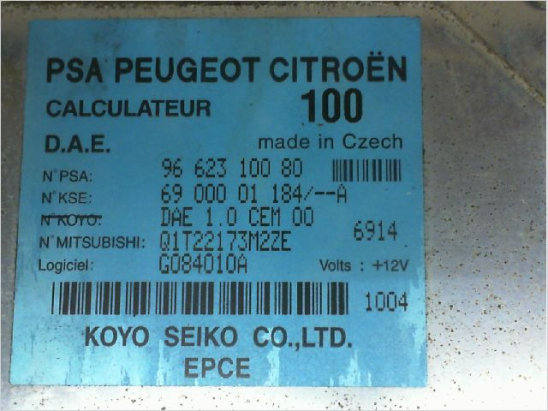 PSA PEUGEOT CITROËN
CALCULATEUR 100
D.A.E. made in Czech
N°PSA: 96 623 100 80
N°KSE: 69 000 01 184/--A
N°KOYO: DAE 1.0 CEM 00
N°MITSUBISHI: Q1T22173M2ZE 6914
Logiciel: G084010A Volts : +12V
1004
KOYO SEIKO CO.,LTD.
EPCE